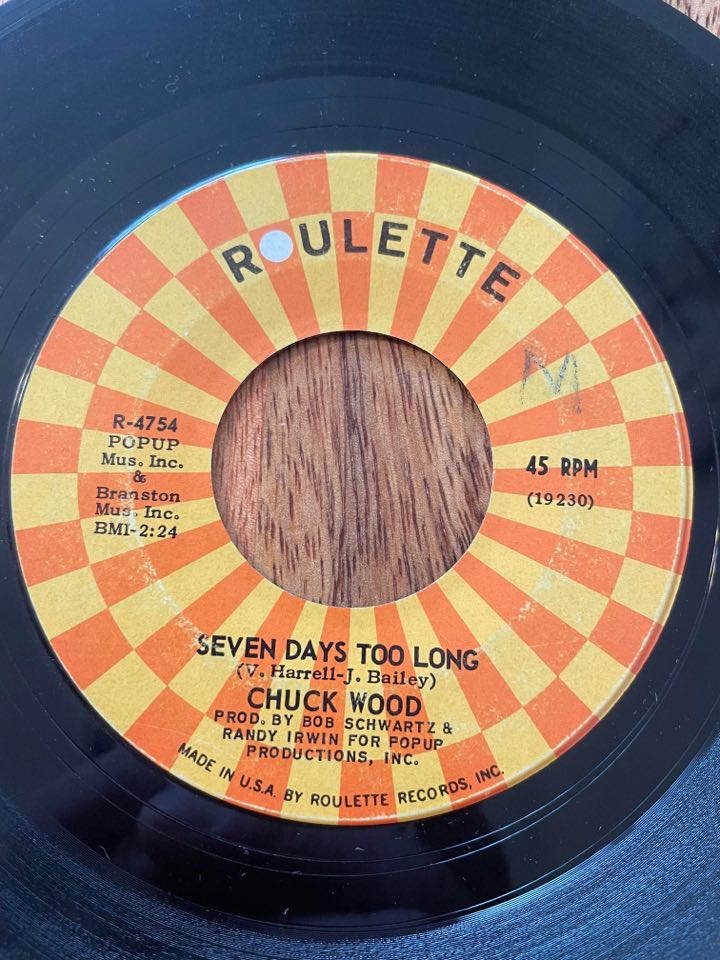 ROULETTE
M
R-4754
POPUP
Mus. Inc.
&
Branston
Mus. Inc.
BMI-2:24
45 RPM
(19230)
SEVEN DAYS TOO LONG
(V. Harrell-J. Bailey)
CHUCK WOOD
PROD. BY BOB SCHWARTZ &
RANDY IRWIN FOR POPUP
PRODUCTIONS, INC.
MADE IN U.S.A. BY ROULETTE RECORDS, INC.